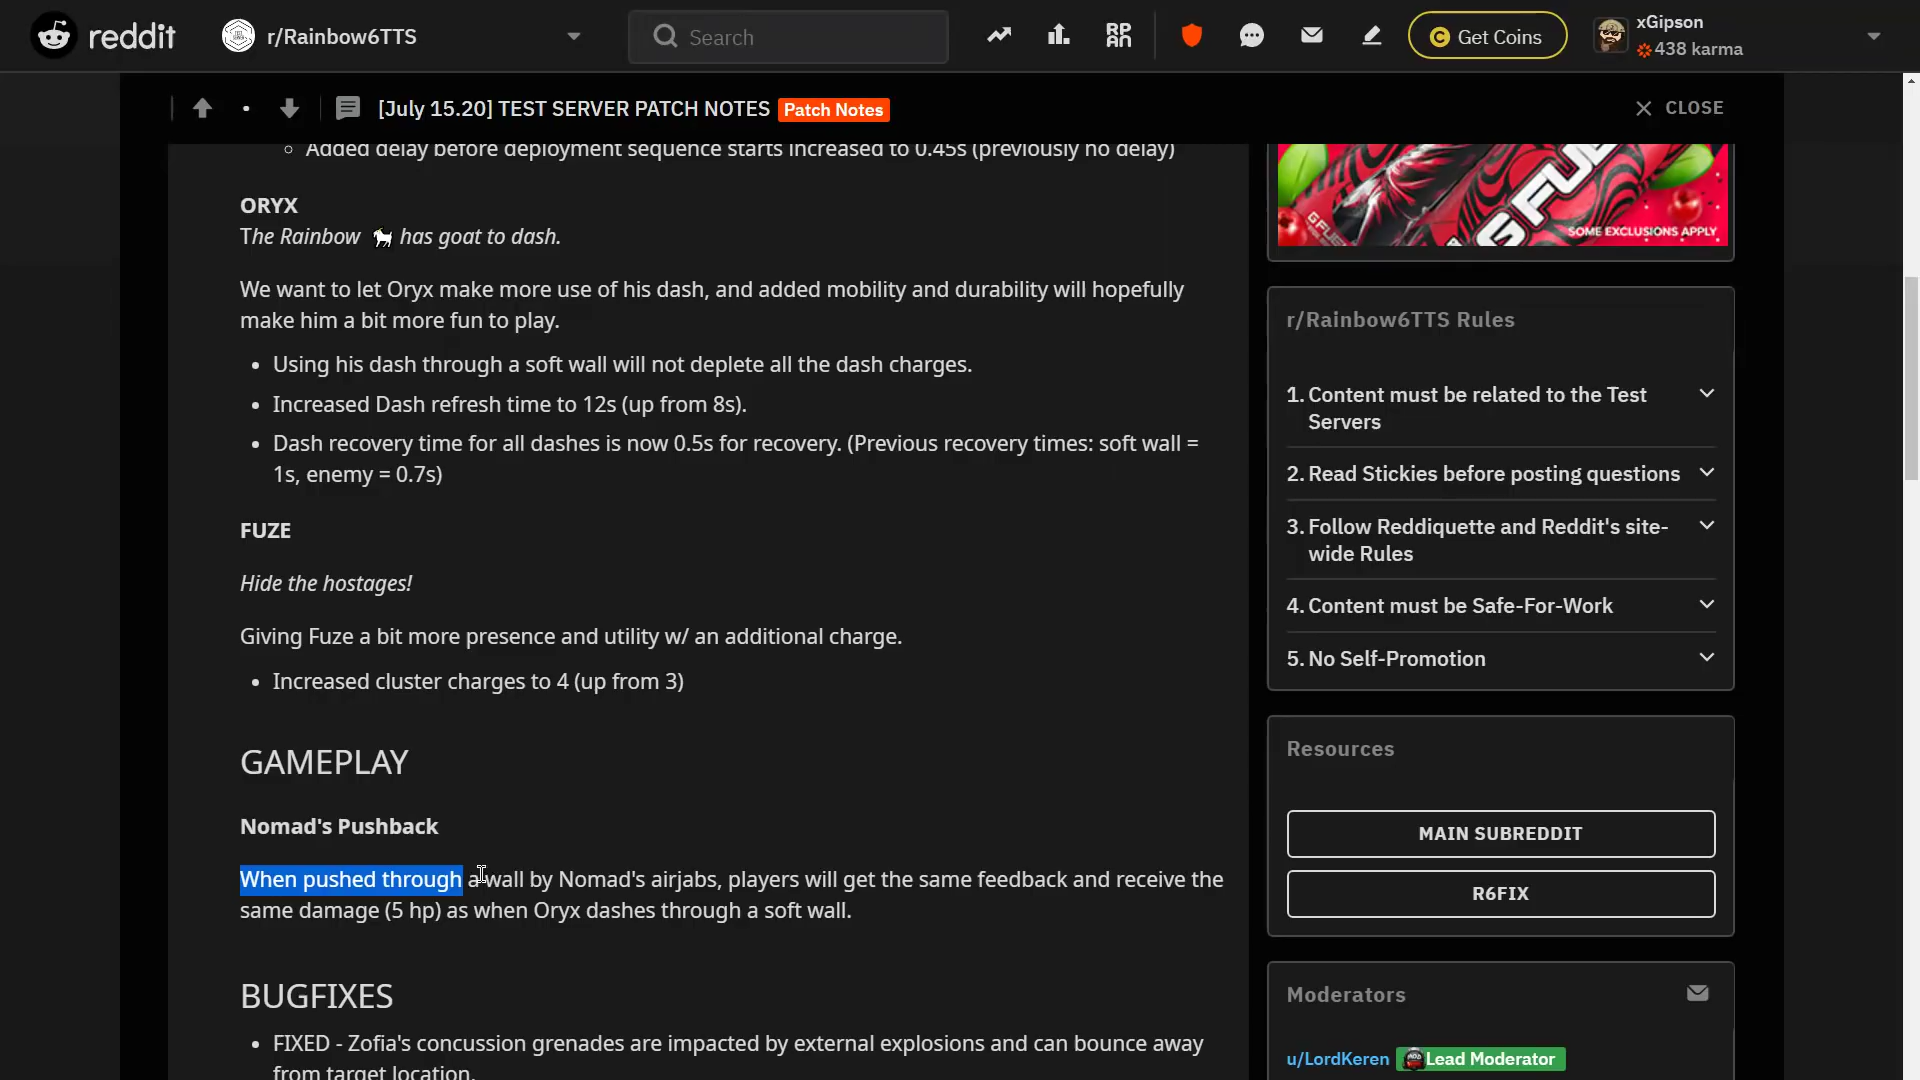 reddit
r/Rainbow6TTS
Search
Get Coins
xGipson
438 karma
[July 15.20] TEST SERVER PATCH NOTES
Patch Notes
CLOSE
Added delay before deployment sequence starts increased to 0.45s (previously no delay)
ORYX
The Rainbow 🐐 has goat to dash.
We want to let Oryx make more use of his dash, and added mobility and durability will hopefully
make him a bit more fun to play.
Using his dash through a soft wall will not deplete all the dash charges.
Increased Dash refresh time to 12s (up from 8s).
Dash recovery time for all dashes is now 0.5s for recovery. (Previous recovery times: soft wall =
1s, enemy = 0.7s)
FUZE
Hide the hostages!
Giving Fuze a bit more presence and utility w/ an additional charge.
Increased cluster charges to 4 (up from 3)
GAMEPLAY
Nomad's Pushback
When pushed through a wall by Nomad's airjabs, players will get the same feedback and receive the
same damage (5 hp) as when Oryx dashes through a soft wall.
BUGFIXES
FIXED - Zofia's concussion grenades are impacted by external explosions and can bounce away
from target location.
GFUEL
GFUEL
SOME EXCLUSIONS APPLY
r/Rainbow6TTS Rules
1. Content must be related to the Test
Servers
2. Read Stickies before posting questions
3. Follow Reddiquette and Reddit's site-
wide Rules
4. Content must be Safe-For-Work
5. No Self-Promotion
Resources
MAIN SUBREDDIT
R6FIX
Moderators
u/LordKeren
Lead Moderator